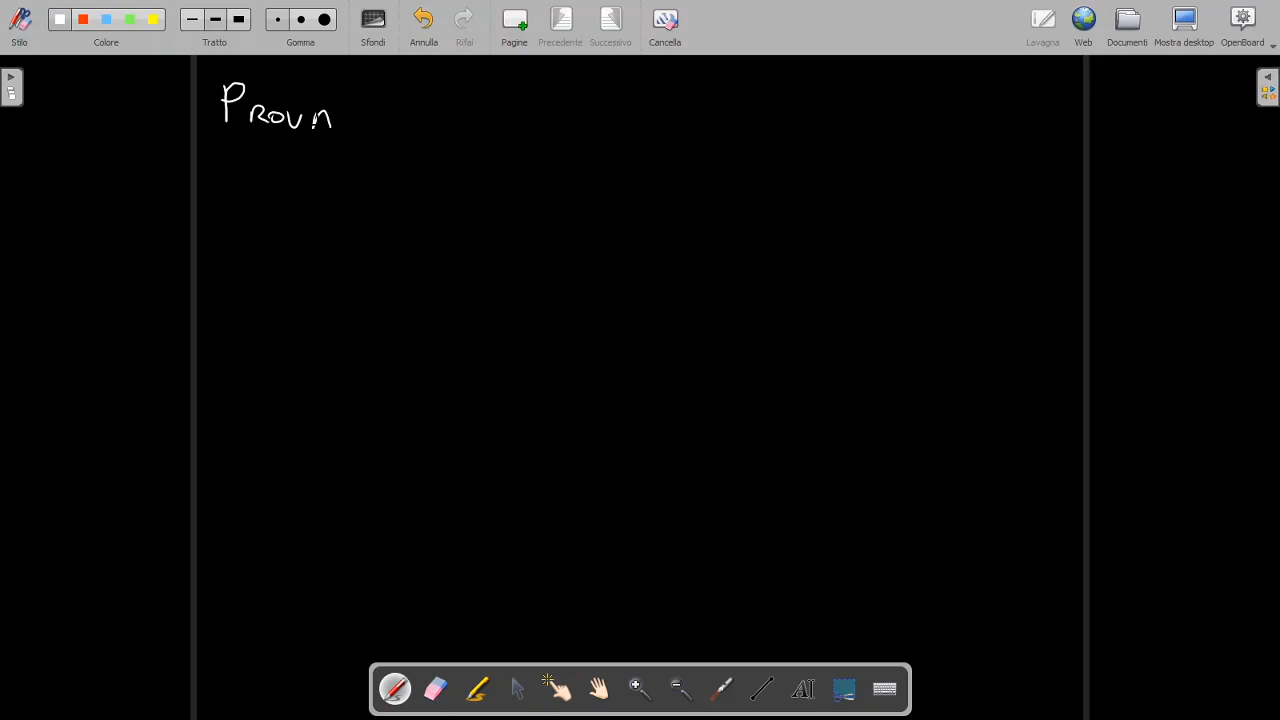 Stilo Colore Tratto Gomma Sfondi Annulla Rifai Pagine Precedente Successivo Cancella Lavagna Web Documenti Mostra desktop OpenBoard
Prova